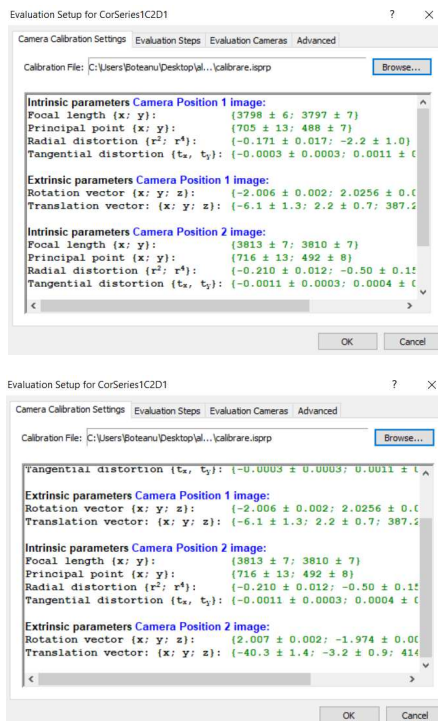 Evaluation Setup for CorSeries1C2D1 ? ×
Camera Calibration Settings Evaluation Steps Evaluation Cameras Advanced
Calibration File: C:\Users\Boteanu\Desktop\al...\calibrare.isprp Browse...
Intrinsic parameters Camera Position 1 image:
Focal length {x; y}: {3798 ± 6; 3797 ± 7}
Principal point {x; y}: {705 ± 13; 488 ± 7}
Radial distortion {r²; r⁴}: {-0.171 ± 0.017; -2.2 ± 1.0}
Tangential distortion {tₓ, tᵧ}: {-0.0003 ± 0.0003; 0.0011 ± 0
Extrinsic parameters Camera Position 1 image:
Rotation vector {x; y; z}: {-2.006 ± 0.002; 2.0256 ± 0.0
Translation vector: {x; y; z}: {-6.1 ± 1.3; 2.2 ± 0.7; 387.2
Intrinsic parameters Camera Position 2 image:
Focal length {x; y}: {3813 ± 7; 3810 ± 7}
Principal point {x; y}: {716 ± 13; 492 ± 8}
Radial distortion {r²; r⁴}: {-0.210 ± 0.012; -0.50 ± 0.15
Tangential distortion {tₓ, tᵧ}: {-0.0011 ± 0.0003; 0.0004 ± 0
OK Cancel
Evaluation Setup for CorSeries1C2D1 ? ×
Camera Calibration Settings Evaluation Steps Evaluation Cameras Advanced
Calibration File: C:\Users\Boteanu\Desktop\al...\calibrare.isprp Browse...
Tangential distortion {tₓ, tᵧ}: {-0.0003 ± 0.0003; 0.0011 ± 0
Extrinsic parameters Camera Position 1 image:
Rotation vector {x; y; z}: {-2.006 ± 0.002; 2.0256 ± 0.0
Translation vector: {x; y; z}: {-6.1 ± 1.3; 2.2 ± 0.7; 387.2
Intrinsic parameters Camera Position 2 image:
Focal length {x; y}: {3813 ± 7; 3810 ± 7}
Principal point {x; y}: {716 ± 13; 492 ± 8}
Radial distortion {r²; r⁴}: {-0.210 ± 0.012; -0.50 ± 0.15
Tangential distortion {tₓ, tᵧ}: {-0.0011 ± 0.0003; 0.0004 ± 0
Extrinsic parameters Camera Position 2 image:
Rotation vector {x; y; z}: {2.007 ± 0.002; -1.974 ± 0.00
Translation vector: {x; y; z}: {-40.3 ± 1.4; -3.2 ± 0.9; 414
OK Cancel